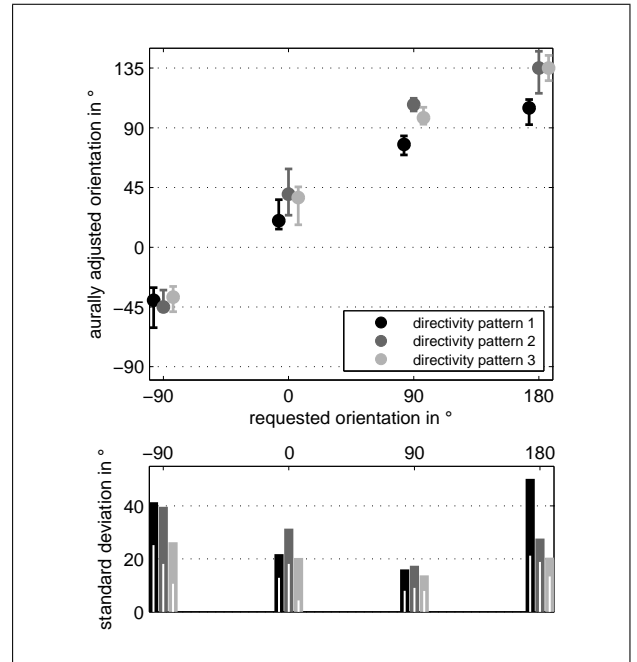 135
90
45
0
−45
−90
aurally adjusted orientation in °
directivity pattern 1
directivity pattern 2
directivity pattern 3
−90 0 90 180
requested orientation in °
−90 0 90 180
40
20
0
standard deviation in °